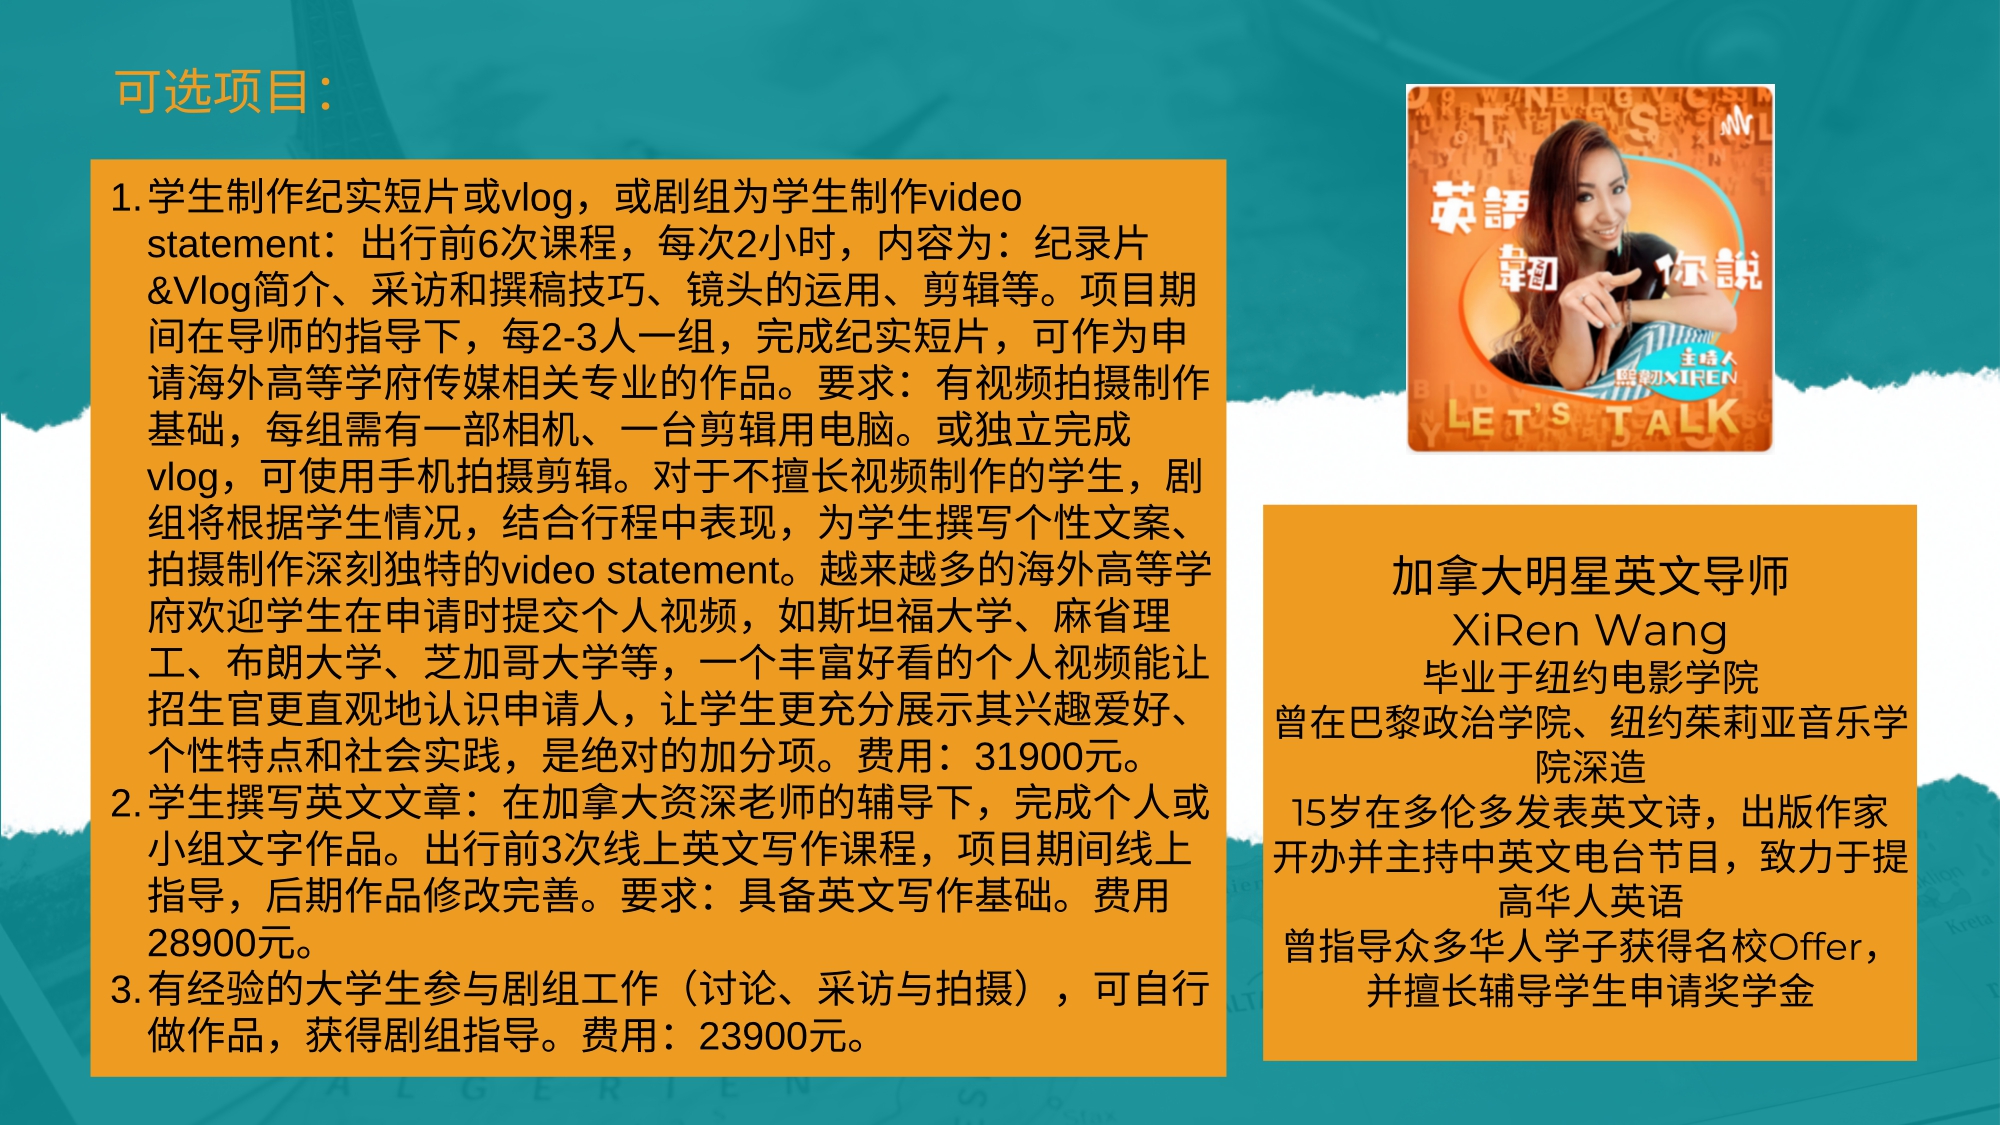 可选项目：
1. 学生制作纪实短片或vlog，或剧组为学生制作video
statement：出行前6次课程，每次2小时，内容为：纪录片
&Vlog简介、采访和撰稿技巧、镜头的运用、剪辑等。项目期
间在导师的指导下，每2-3人一组，完成纪实短片，可作为申
请海外高等学府传媒相关专业的作品。要求：有视频拍摄制作
基础，每组需有一部相机、一台剪辑用电脑。或独立完成
vlog，可使用手机拍摄剪辑。对于不擅长视频制作的学生，剧
组将根据学生情况，结合行程中表现，为学生撰写个性文案、
拍摄制作深刻独特的video statement。越来越多的海外高等学
府欢迎学生在申请时提交个人视频，如斯坦福大学、麻省理
工、布朗大学、芝加哥大学等，一个丰富好看的个人视频能让
招生官更直观地认识申请人，让学生更充分展示其兴趣爱好、
个性特点和社会实践，是绝对的加分项。费用：31900元。
2. 学生撰写英文文章：在加拿大资深老师的辅导下，完成个人或
小组文字作品。出行前3次线上英文写作课程，项目期间线上
指导，后期作品修改完善。要求：具备英文写作基础。费用
28900元。
3. 有经验的大学生参与剧组工作（讨论、采访与拍摄），可自行
做作品，获得剧组指导。费用：23900元。
英語
韌你說
主持人
熙韌XIREN
LET'S TALK
加拿大明星英文导师
XiRen Wang
毕业于纽约电影学院
曾在巴黎政治学院、纽约茱莉亚音乐学
院深造
15岁在多伦多发表英文诗，出版作家
开办并主持中英文电台节目，致力于提
高华人英语
曾指导众多华人学子获得名校Offer，
并擅长辅导学生申请奖学金
ALGERIEN
Kreta